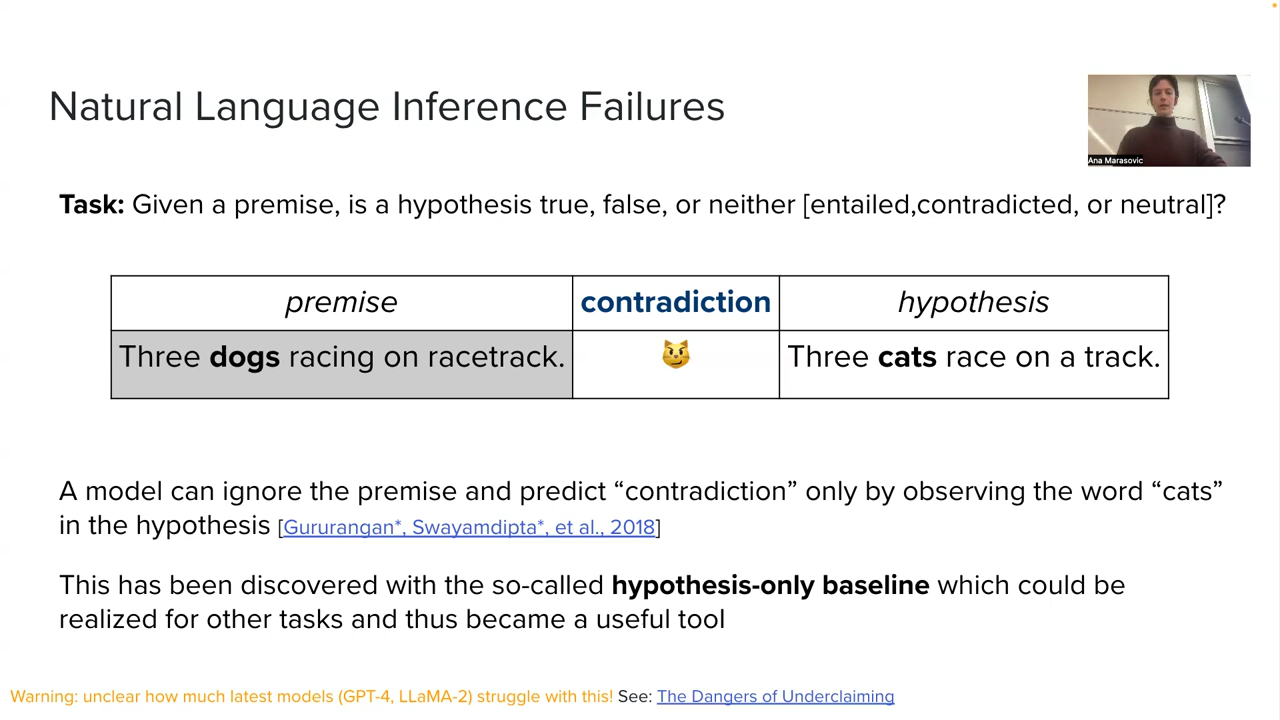 Natural Language Inference Failures
Ana Marasovic
Task: Given a premise, is a hypothesis true, false, or neither [entailed,contradicted, or neutral]?
premise contradiction hypothesis
Three dogs racing on racetrack. 😼 Three cats race on a track.
A model can ignore the premise and predict “contradiction” only by observing the word “cats”
in the hypothesis [Gururangan*, Swayamdipta*, et al., 2018]
This has been discovered with the so-called hypothesis-only baseline which could be
realized for other tasks and thus became a useful tool
Warning: unclear how much latest models (GPT-4, LLaMA-2) struggle with this! See: The Dangers of Underclaiming